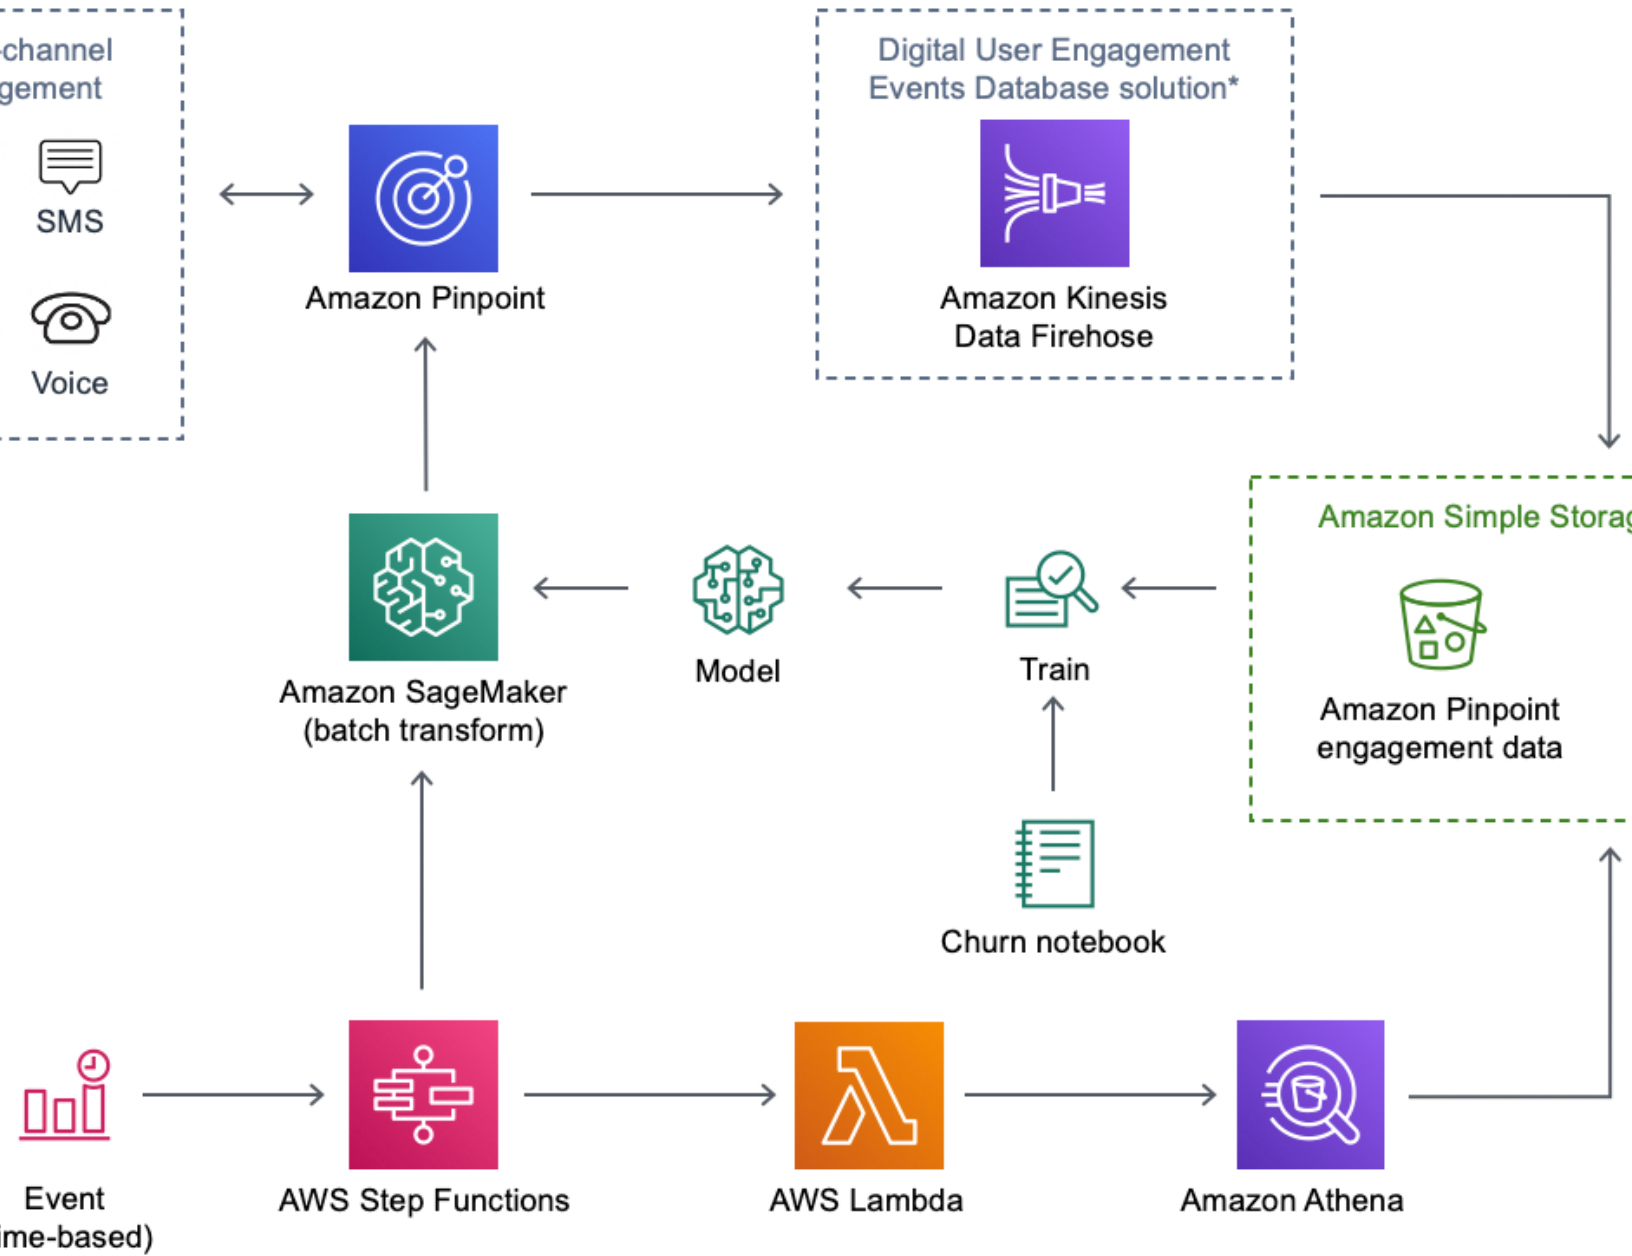 -channel
gement
SMS
Voice
Amazon Pinpoint
Digital User Engagement
Events Database solution*
Amazon Kinesis
Data Firehose
Amazon Simple Storag
Amazon Pinpoint
engagement data
Train
Model
Amazon SageMaker
(batch transform)
Churn notebook
Event
ime-based)
AWS Step Functions
AWS Lambda
Amazon Athena